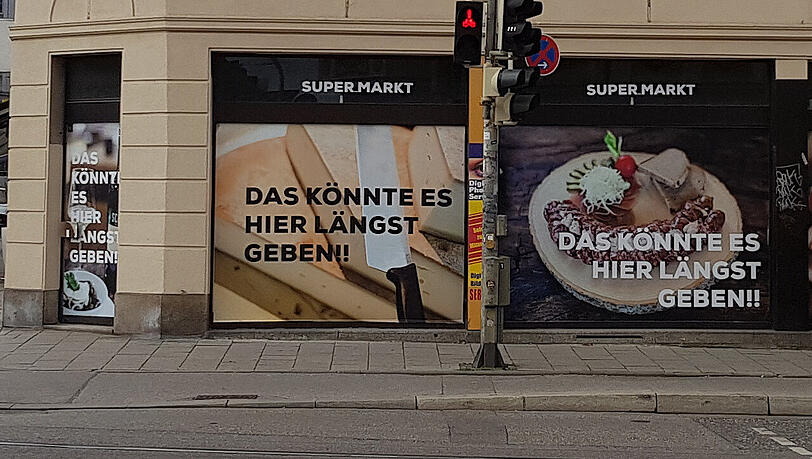 SUPER.MARKT
SUPER.MARKT
DAS
KÖNNTE
ES
HIER
LÄNGST
GEBEN!!
DAS KÖNNTE ES
HIER LÄNGST
GEBEN!!
DAS KÖNNTE ES
HIER LÄNGST
GEBEN!!